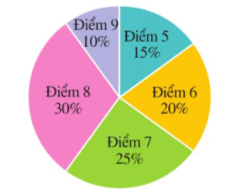 Điểm 9
10%
Điểm 5
15%
Điểm 8
30%
Điểm 6
20%
Điểm 7
25%